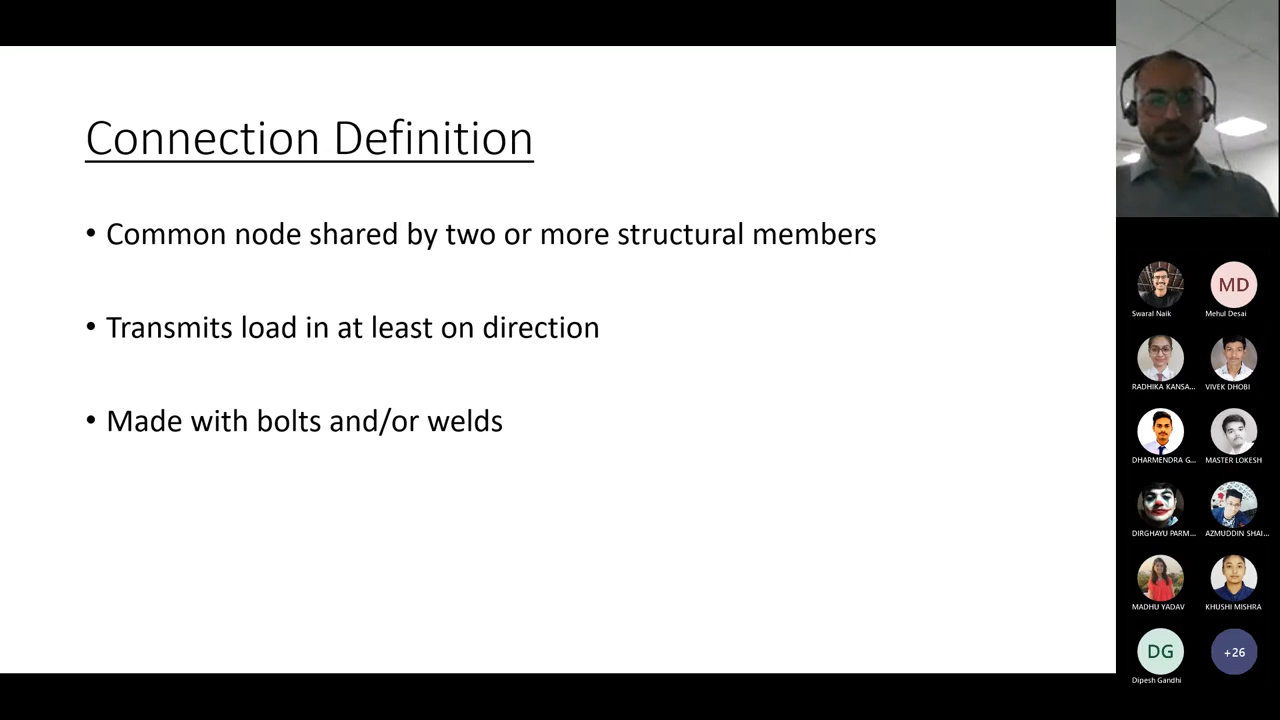 Connection Definition
• Common node shared by two or more structural members
• Transmits load in at least on direction
• Made with bolts and/or welds
Swaral Naik
MD
Mehul Desai
RADHIKA KANSA...
VIVEK DHOBI
DHARMENDRA G...
MASTER LOKESH
DIRGHAYU PARM...
AZMUDDIN SHAI...
MADHU YADAV
KHUSHI MISHRA
DG
Dipesh Gandhi
+26